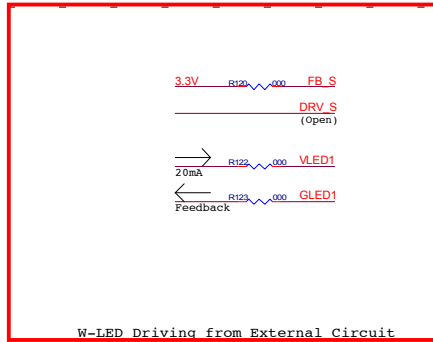 3.3V R120 000 FB_S
DRV_S
(Open)
R122 000 VLED1
20mA
R123 000 GLED1
Feedback
W-LED Driving from External Circuit